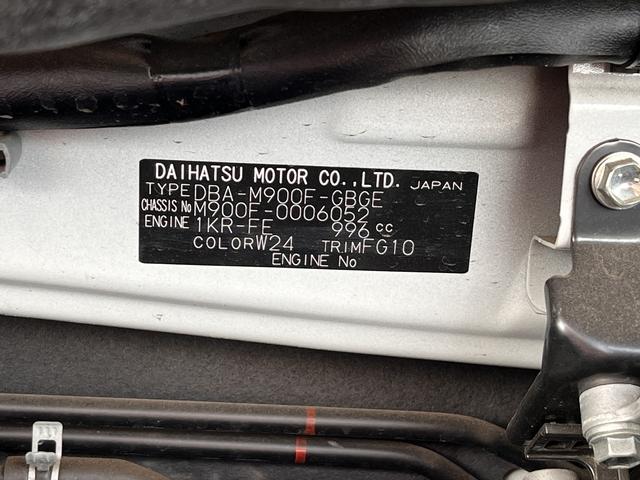 DAIHATSU MOTOR CO.,LTD. JAPAN
TYPE DBA-M900F-GBGE
CHASSIS No M900F-0006052
ENGINE 1KR-FE 996 cc
COLOR W24 TRIM FG10
ENGINE No